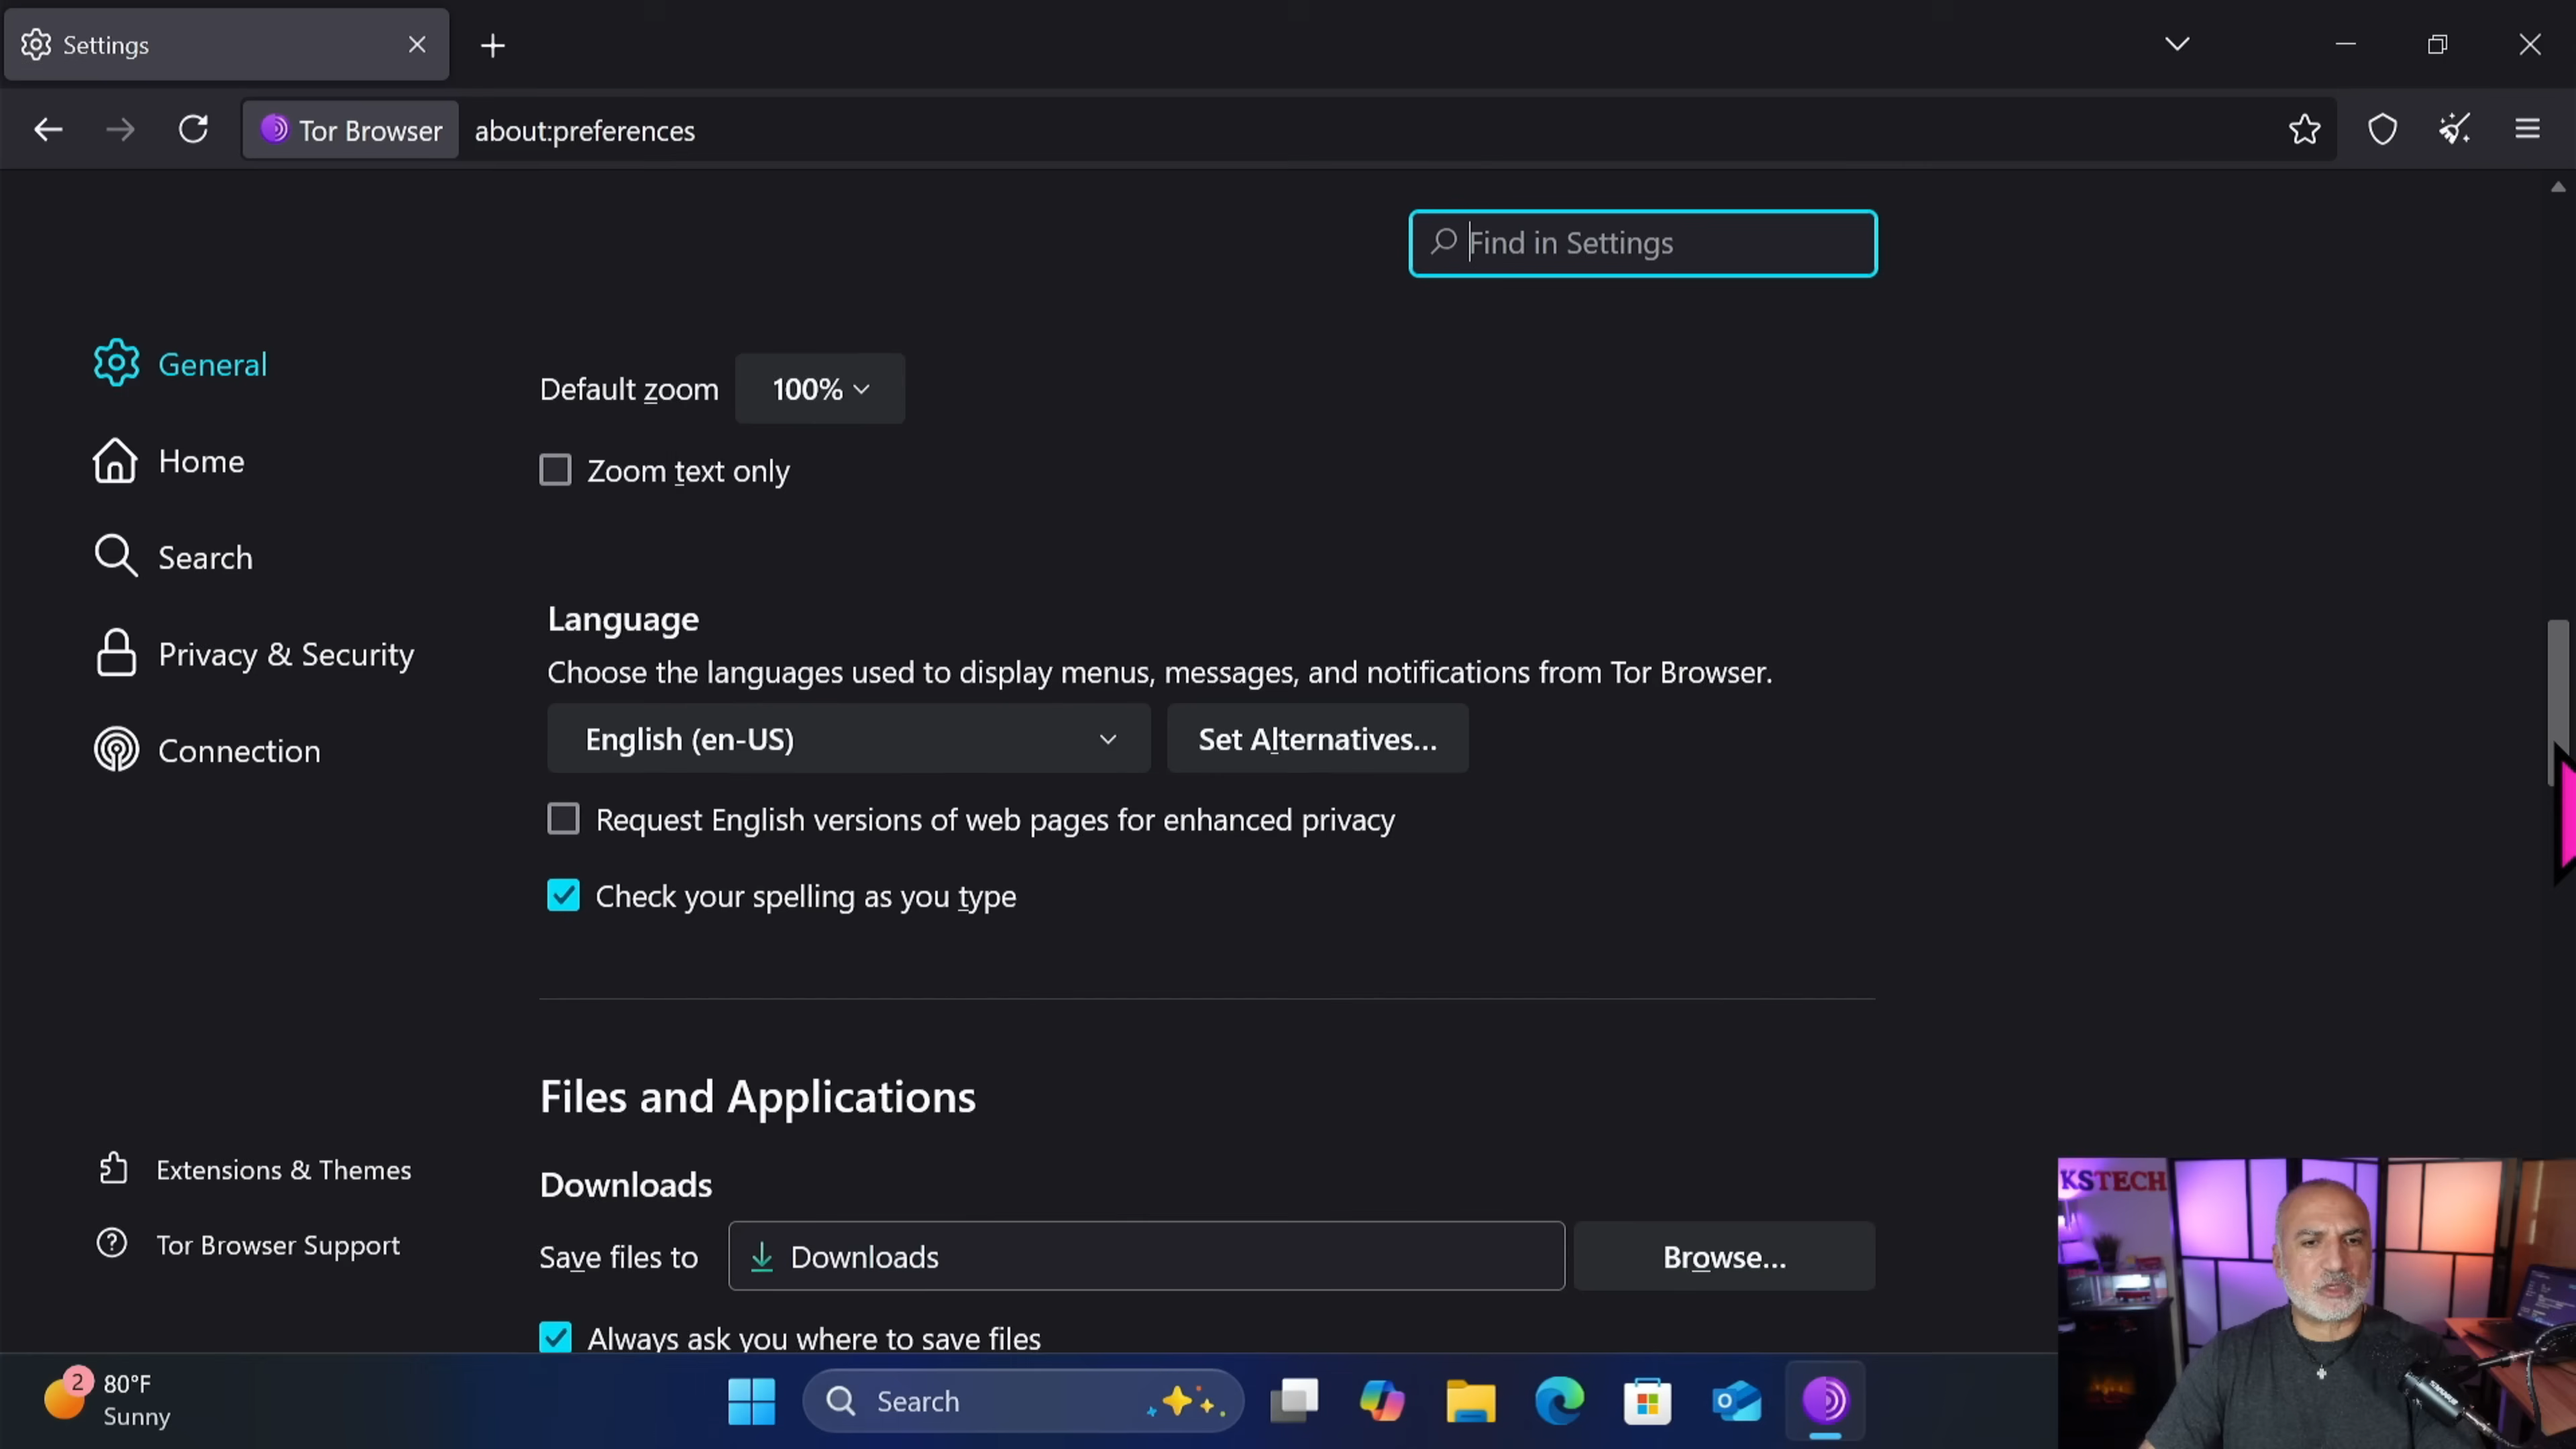 Settings
Tor Browser
about:preferences
Find in Settings
General
Home
Search
Privacy & Security
Connection
Extensions & Themes
Tor Browser Support
Default zoom
100%
Zoom text only
Language
Choose the languages used to display menus, messages, and notifications from Tor Browser.
English (en-US)
Set Alternatives...
Request English versions of web pages for enhanced privacy
Check your spelling as you type
Files and Applications
Downloads
Save files to
Downloads
Browse...
Always ask you where to save files
KSTECH
2
80°F
Sunny
Search